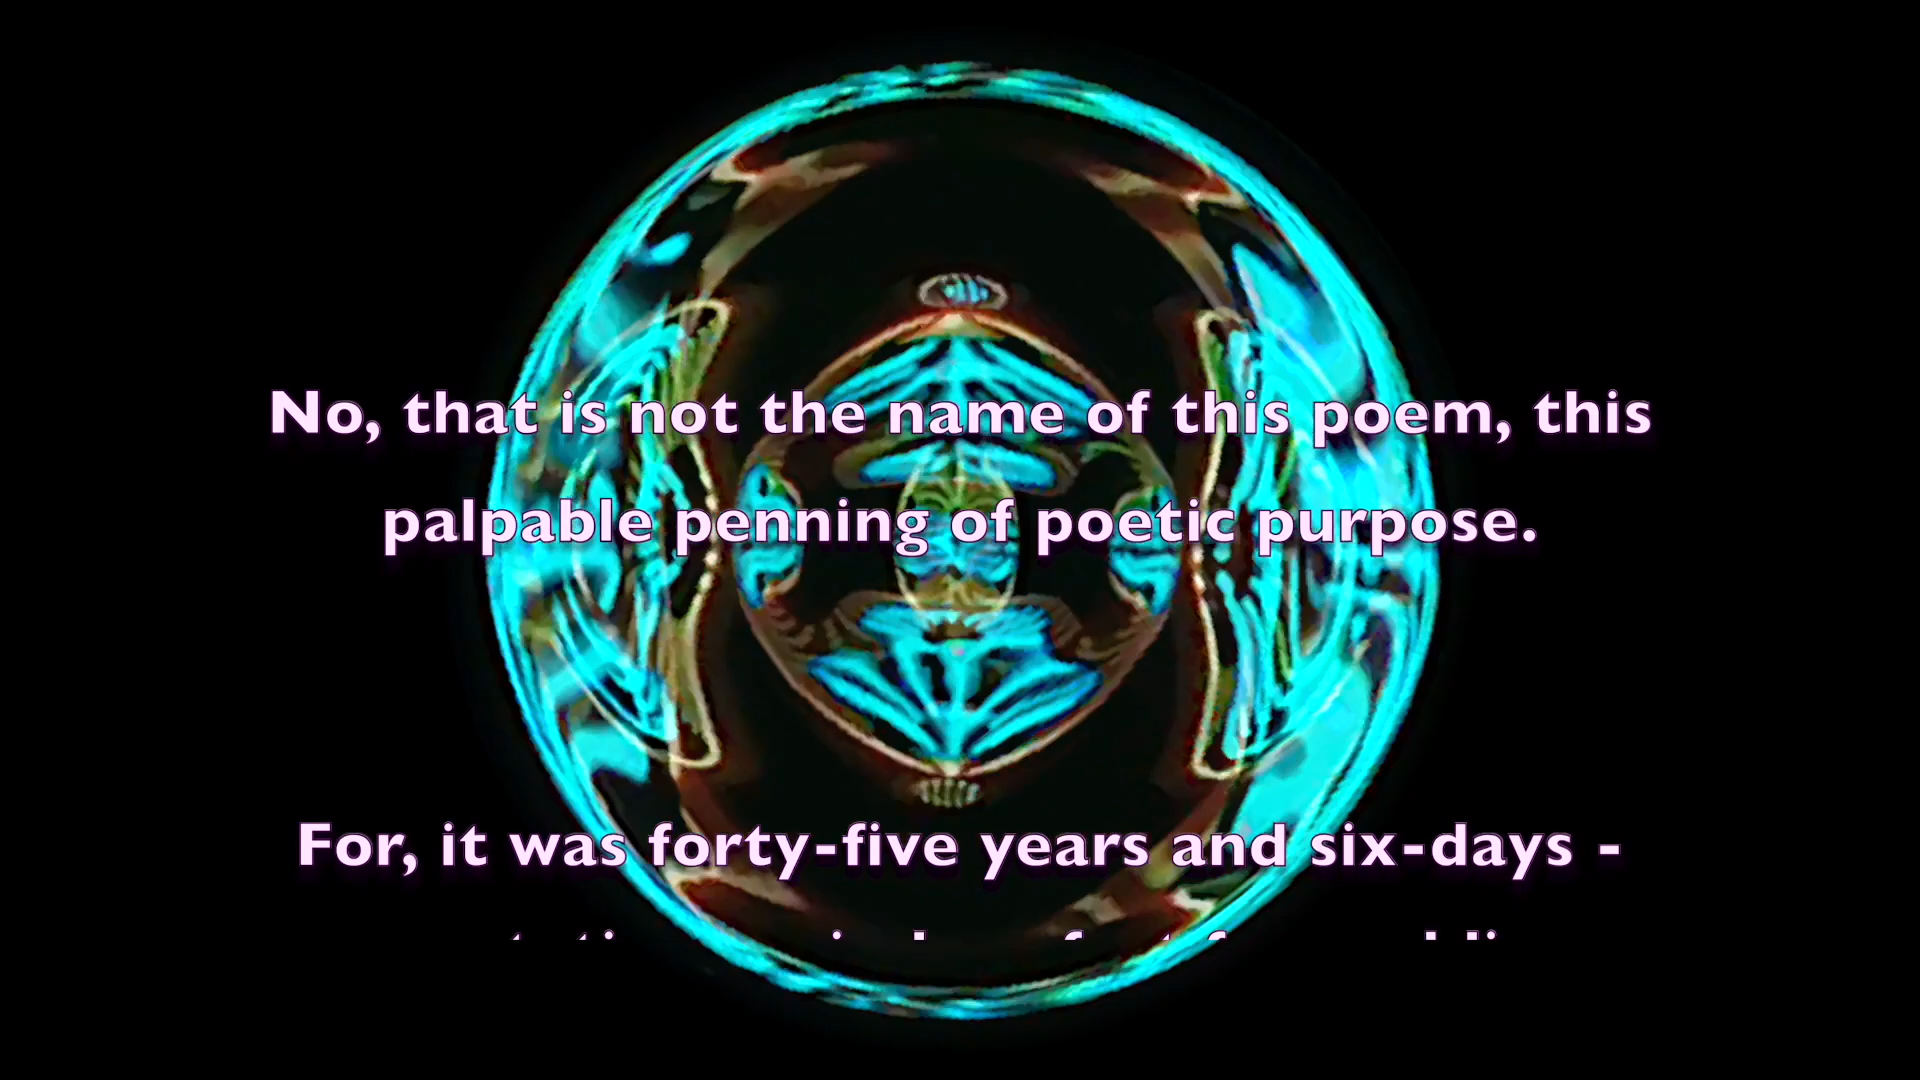 No, that is not the name of this poem, this
palpable penning of poetic purpose.
For, it was forty-five years and six-days -